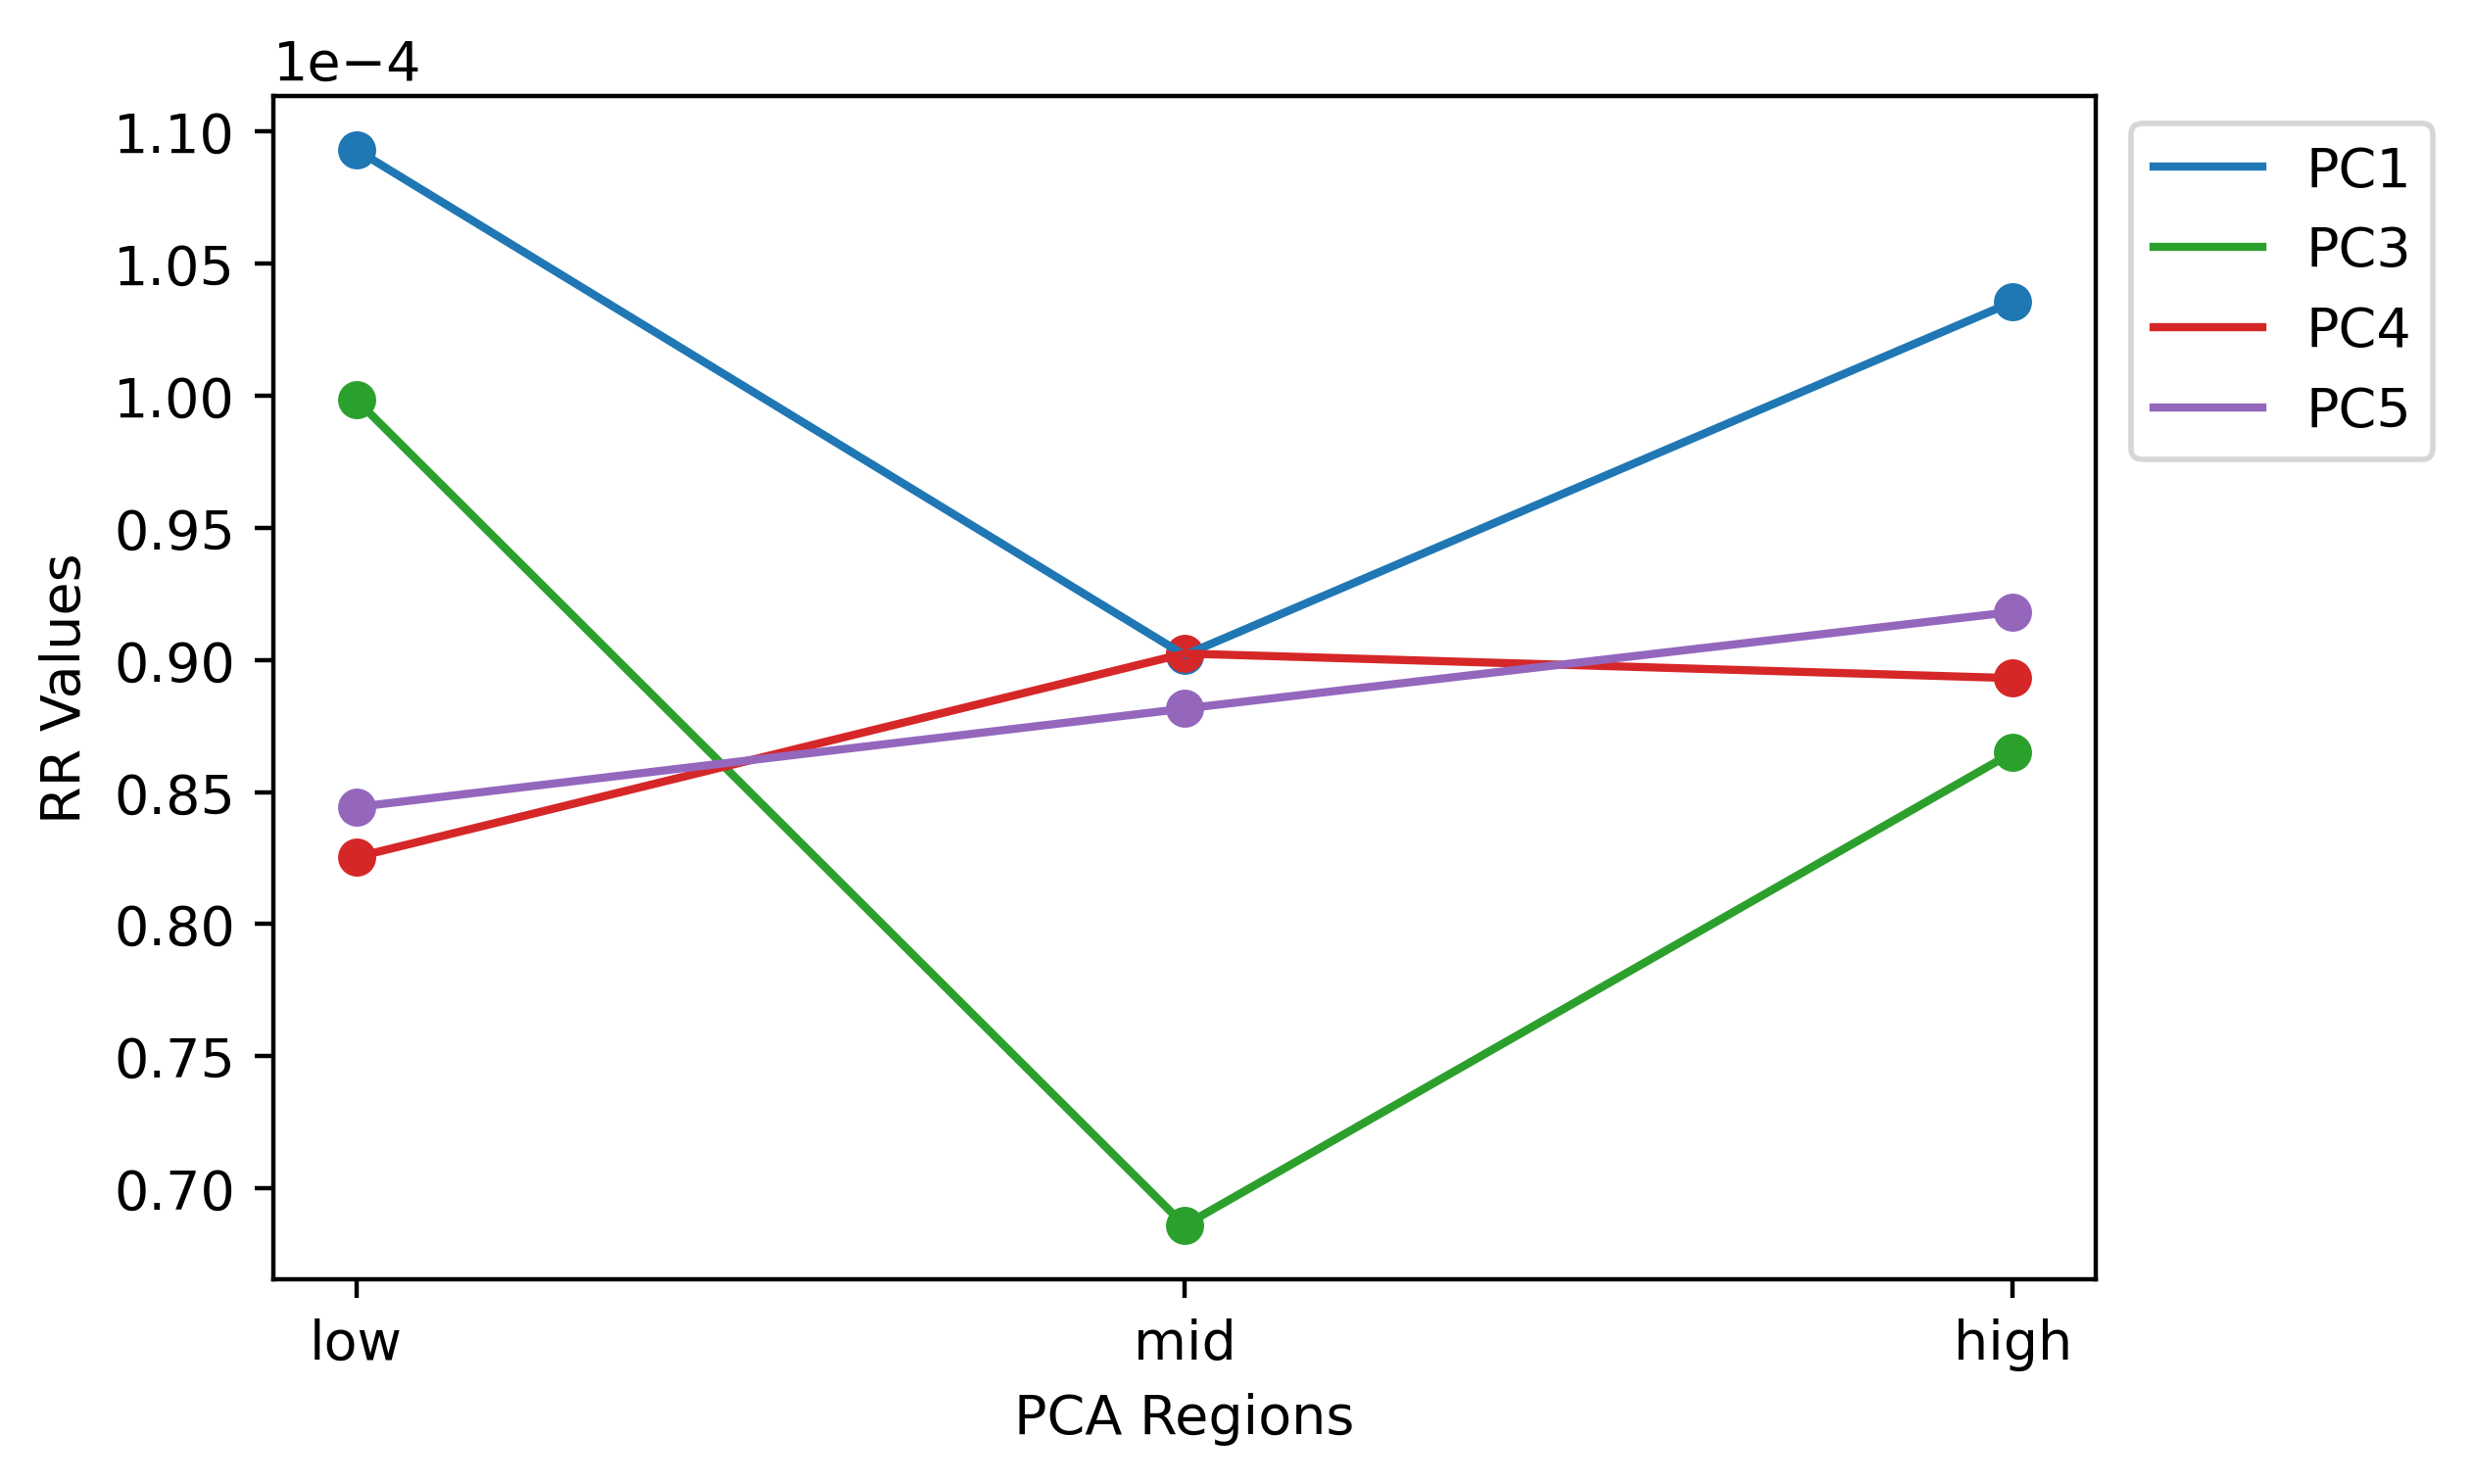 1e−4
1.10
1.05
1.00
0.95
0.90
0.85
0.80
0.75
0.70
RR Values
low
mid
high
PCA Regions
PC1
PC3
PC4
PC5